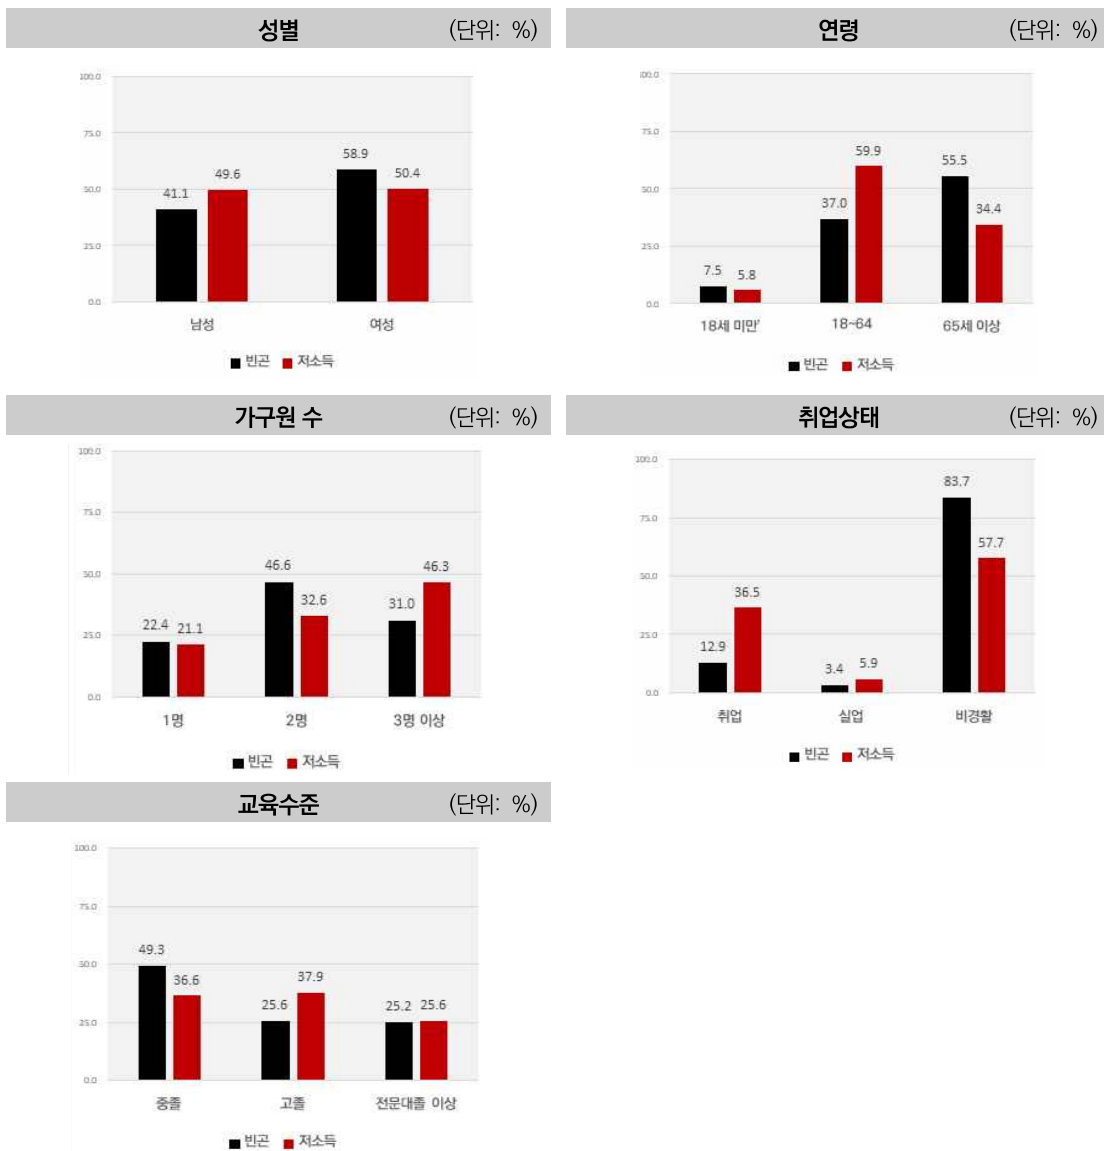 성별 (단위: %)
100.0
75.0
50.0
25.0
0.0
41.1 49.6 58.9 50.4
남성 여성
빈곤 저소득
연령 (단위: %)
100.0
75.0
50.0
25.0
0.0
7.5 5.8 37.0 59.9 55.5 34.4
18세 미만' 18~64 65세 이상
빈곤 저소득
가구원 수 (단위: %)
100.0
75.0
50.0
25.0
0.0
22.4 21.1 46.6 32.6 31.0 46.3
1명 2명 3명 이상
빈곤 저소득
취업상태 (단위: %)
100.0
75.0
50.0
25.0
0.0
12.9 36.5 3.4 5.9 83.7 57.7
취업 실업 비경활
빈곤 저소득
교육수준 (단위: %)
100.0
75.0
50.0
25.0
0.0
49.3 36.6 25.6 37.9 25.2 25.6
중졸 고졸 전문대졸 이상
빈곤 저소득